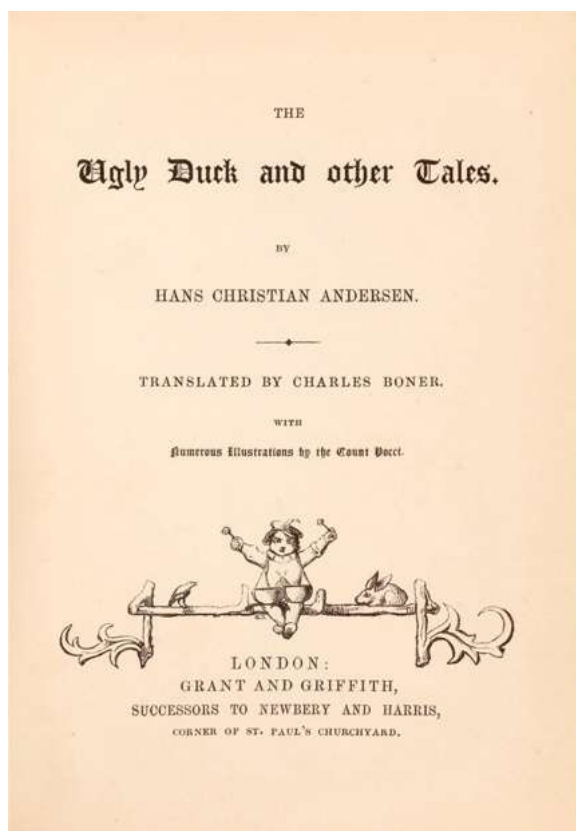 THE
Ugly Duck and other Tales.
BY
HANS CHRISTIAN ANDERSEN.
TRANSLATED BY CHARLES BONER.
WITH
Numerous Illustrations by the Count Pocci.
LONDON:
GRANT AND GRIFFITH,
SUCCESSORS TO NEWBERY AND HARRIS,
CORNER OF ST. PAUL'S CHURCHYARD.